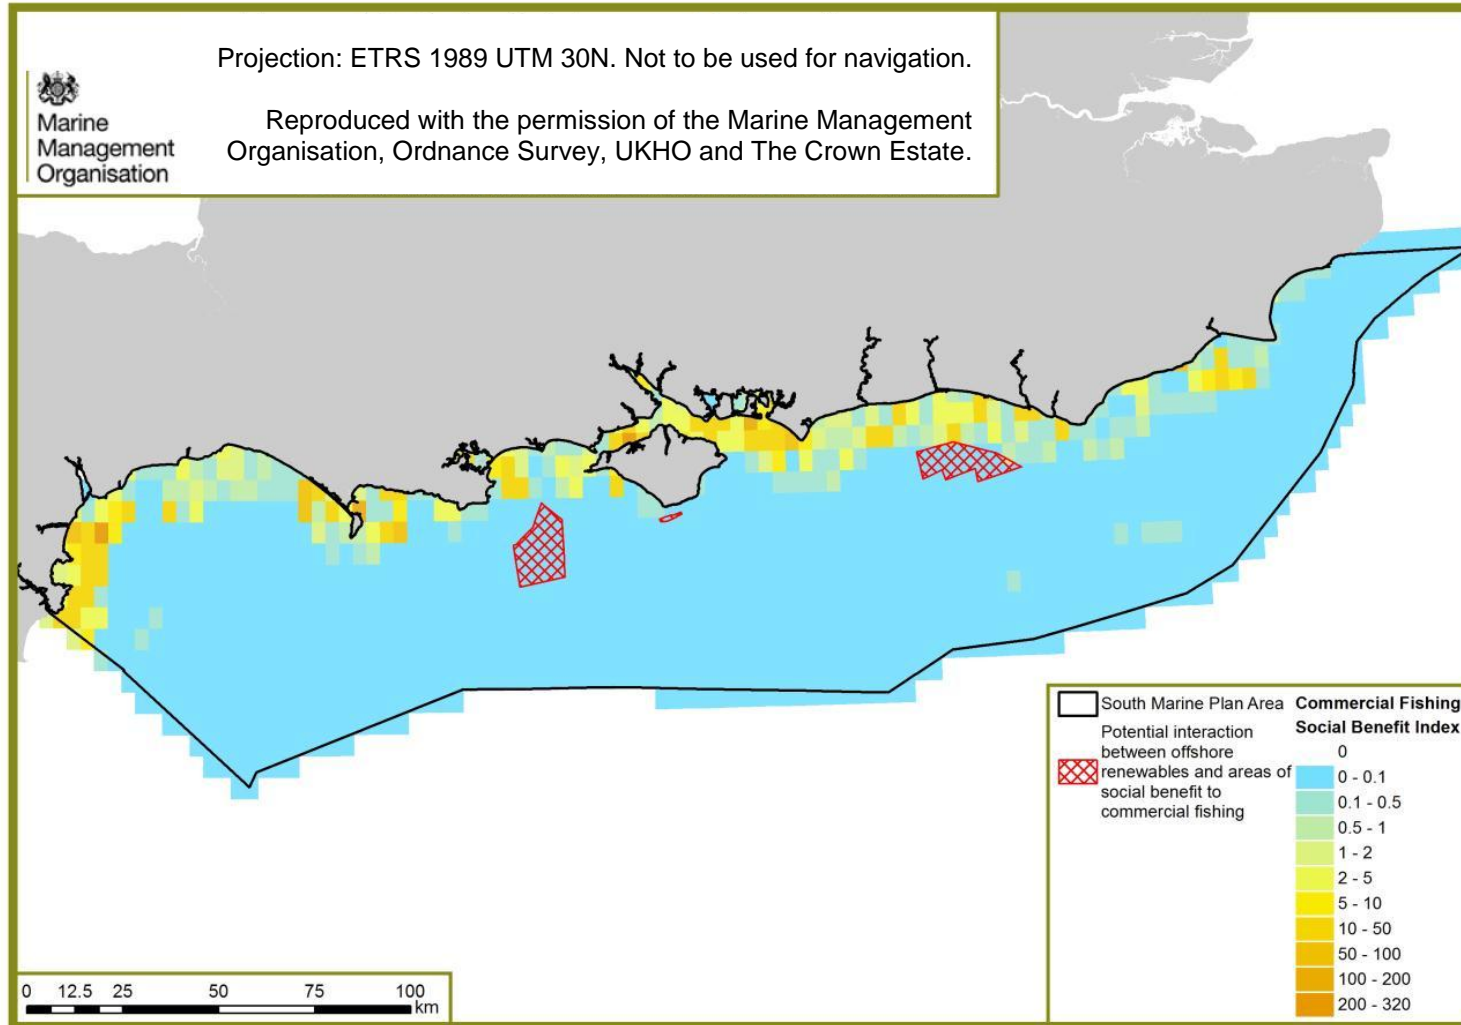 Projection: ETRS 1989 UTM 30N. Not to be used for navigation.
Reproduced with the permission of the Marine Management
Organisation, Ordnance Survey, UKHO and The Crown Estate.
Marine
Management
Organisation
South Marine Plan Area
Potential interaction
between offshore
renewables and areas of
social benefit to
commercial fishing
Commercial Fishing
Social Benefit Index
0
0 - 0.1
0.1 - 0.5
0.5 - 1
1 - 2
2 - 5
5 - 10
10 - 50
50 - 100
100 - 200
200 - 320
0 12.5 25 50 75 100
km